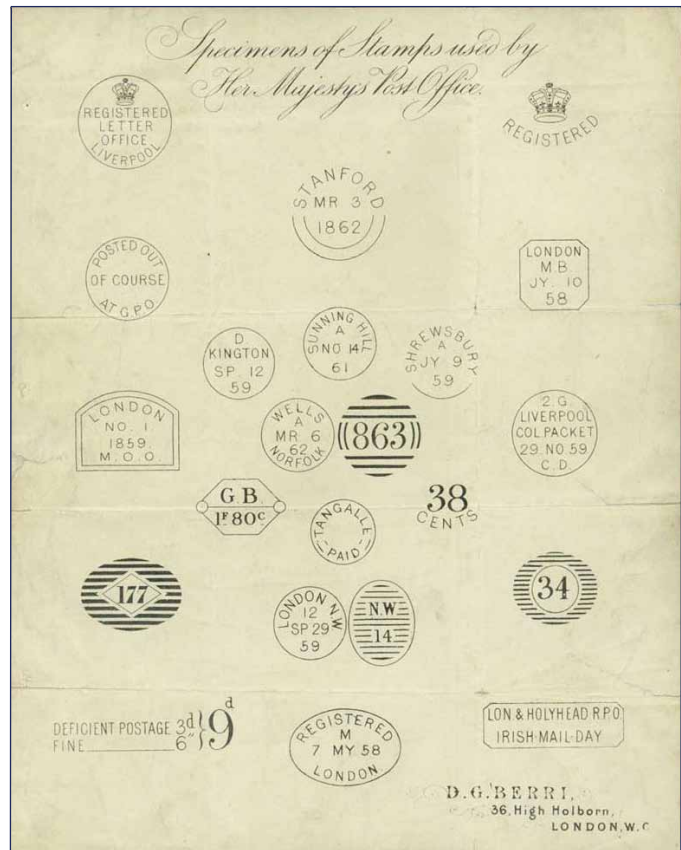 Specimens of Stamps used by
Her Majesty's Post Office.
REGISTERED
LETTER
OFFICE
LIVERPOOL
REGISTERED
STANFORD
MR 3
1862
POSTED OUT
OF COURSE
AT G.P.O.
LONDON
M.B.
JY. 10
58
D
KINGTON
SP. 12
59
SUNNING HILL
A
NO 14
61
SHREWSBURY
A
JY 9
59
LONDON
NO. 1.
1859.
M.O.O.
WELLS
A
MR 6
62
NORFOLK
863
2.G.
LIVERPOOL
COL.PACKET
29.NO.59
C.D.
G B.
1F 80C
TANGALLE
PAID
38
CENTS
177
LONDON N.W
12
SP 29
59
N.W
14
34
DEFICIENT POSTAGE 3d
FINE 6" } 9d
REGISTERED
M
7 MY 58
LONDON
LON & HOLYHEAD R.P.O
IRISH-MAIL-DAY
D.G. BERRI,
36, High Holborn,
LONDON, W.C